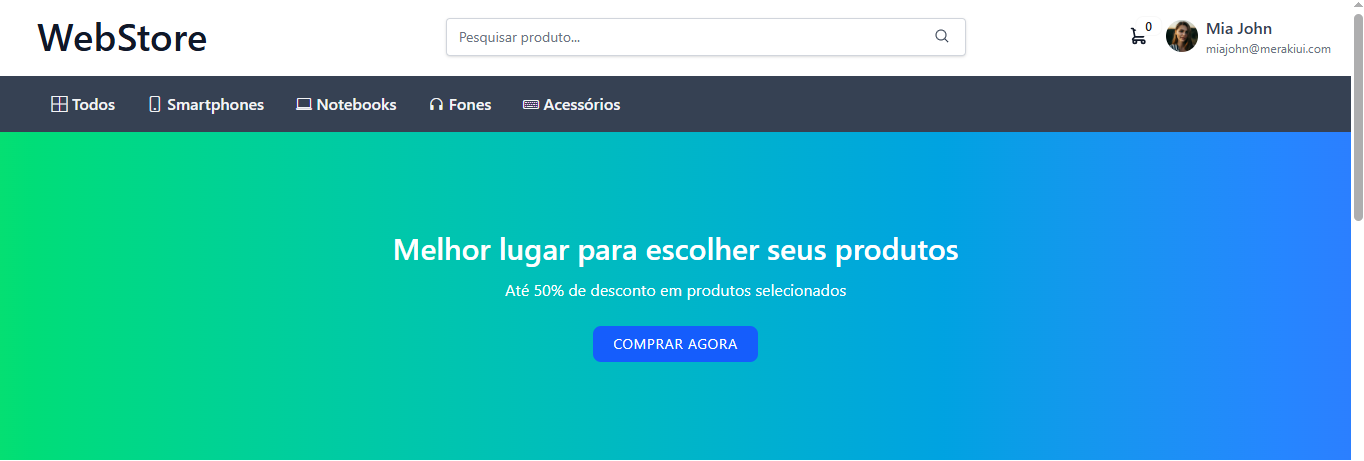 WebStore
Pesquisar produto...
0
Mia John
miajohn@merakiui.com
Todos Smartphones Notebooks Fones Acessórios
Melhor lugar para escolher seus produtos
Até 50% de desconto em produtos selecionados
COMPRAR AGORA